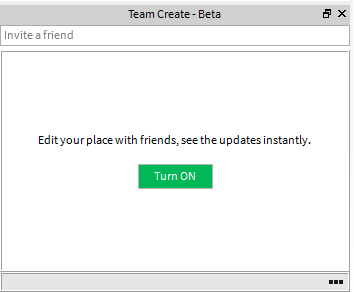 Team Create - Beta
Invite a friend
Edit your place with friends, see the updates instantly.
Turn ON